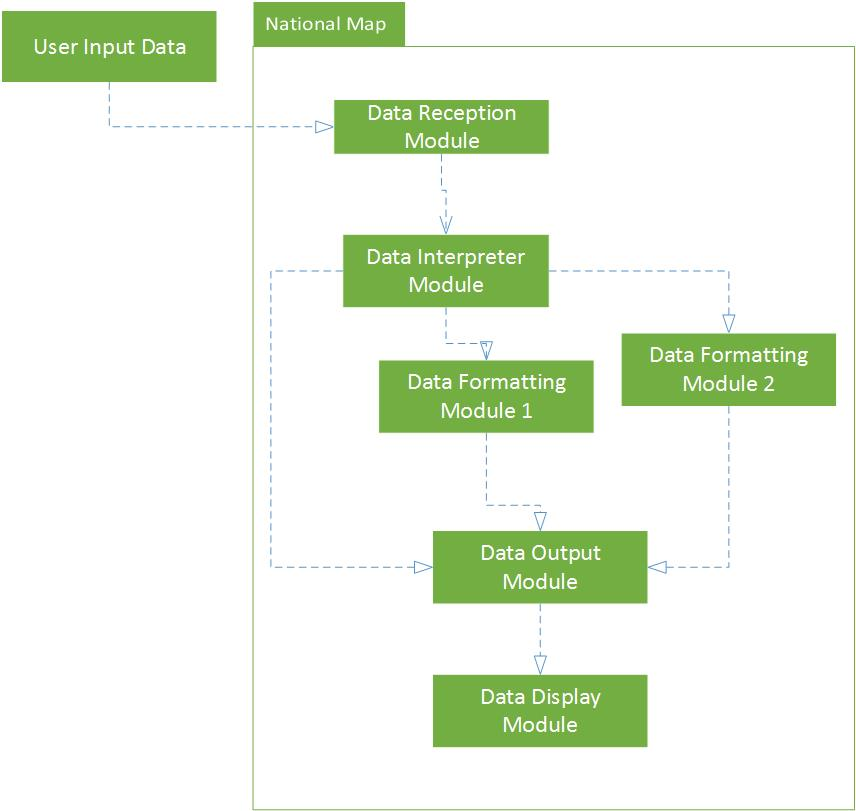 User Input Data
National Map
Data Reception
Module
Data Interpreter
Module
Data Formatting
Module 1
Data Formatting
Module 2
Data Output
Module
Data Display
Module